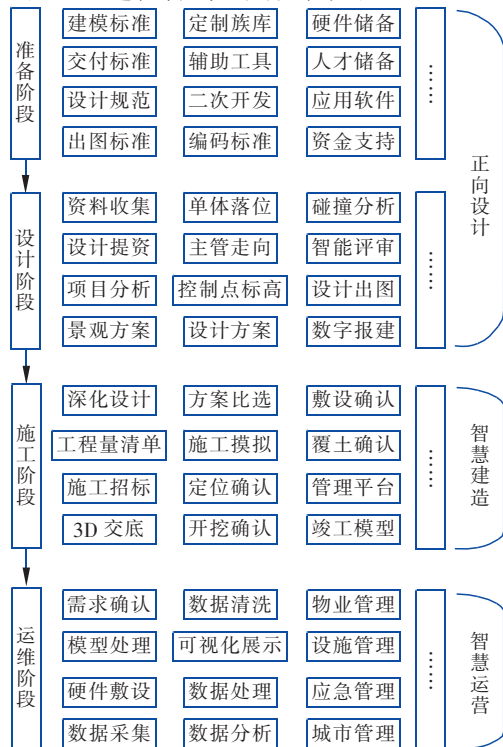 准备阶段
建模标准 定制族库 硬件储备
交付标准 辅助工具 人才储备
设计规范 二次开发 应用软件
出图标准 编码标准 资金支持
……
正向设计
设计阶段
资料收集 单体落位 碰撞分析
设计提资 主管走向 智能评审
项目分析 控制点标高 设计出图
景观方案 设计方案 数字报建
……
施工阶段
深化设计 方案比选 敷设确认
工程量清单 施工摸拟 覆土确认
施工招标 定位确认 管理平台
3D 交底 开挖确认 竣工模型
……
智慧建造
运维阶段
需求确认 数据清洗 物业管理
模型处理 可视化展示 设施管理
硬件敷设 数据处理 应急管理
数据采集 数据分析 城市管理
……
智慧运营